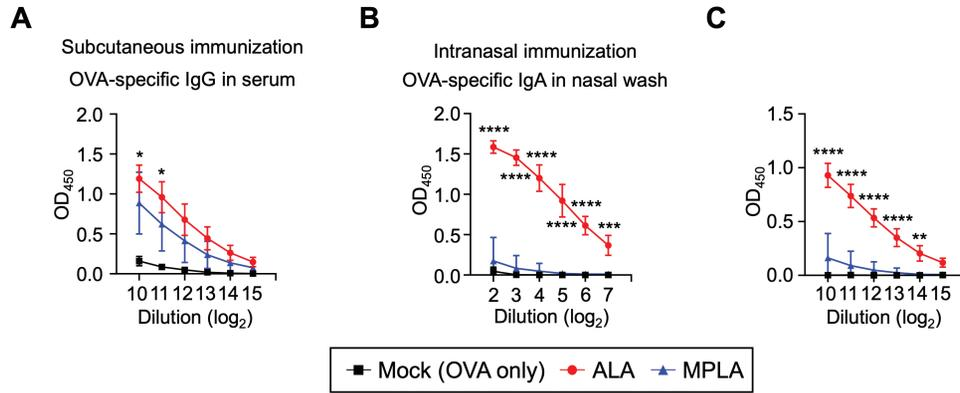 A
Subcutaneous immunization
OVA-specific IgG in serum
2.0
1.5
1.0
0.5
0.0
OD450
* *
10 11 12 13 14 15
Dilution (log2)
B
Intranasal immunization
OVA-specific IgA in nasal wash
2.0
1.5
1.0
0.5
0.0
OD450
**** **** **** **** **** ***
2 3 4 5 6 7
Dilution (log2)
C
1.5
1.0
0.5
0.0
OD450
**** **** **** **** **
10 11 12 13 14 15
Dilution (log2)
Mock (OVA only) ALA MPLA